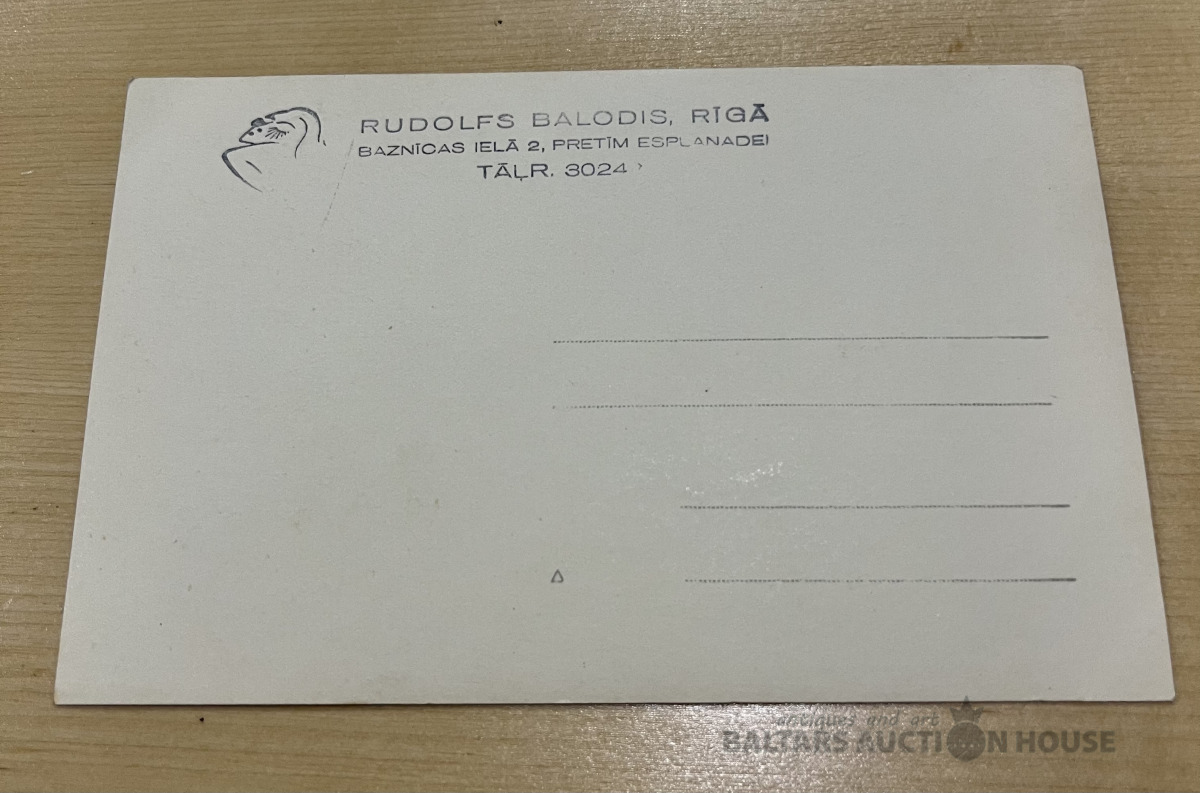 RUDOLFS BALODIS, RĪGĀ
BAZNĪCAS IELĀ 2, PRETĪM ESPLANADEI
TĀĻR. 3024
antiques and art
BALTARS AUCTION HOUSE